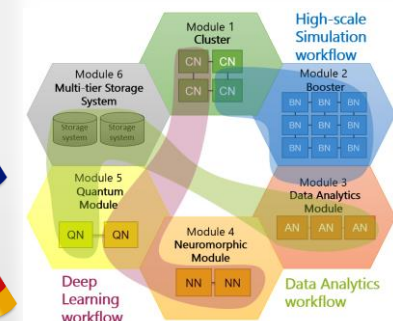 Module 1
Cluster
CN CN
CN CN
High-scale
Simulation
workflow
Module 6
Multi-tier Storage
System
Storage
system
Storage
system
Module 2
Booster
BN BN BN
BN BN BN
BN BN BN
Module 5
Quantum
Module
QN QN
Module 3
Data Analytics
Module
AN AN AN
Module 4
Neuromorphic
Module
NN NN
Deep
Learning
workflow
Data Analytics
workflow